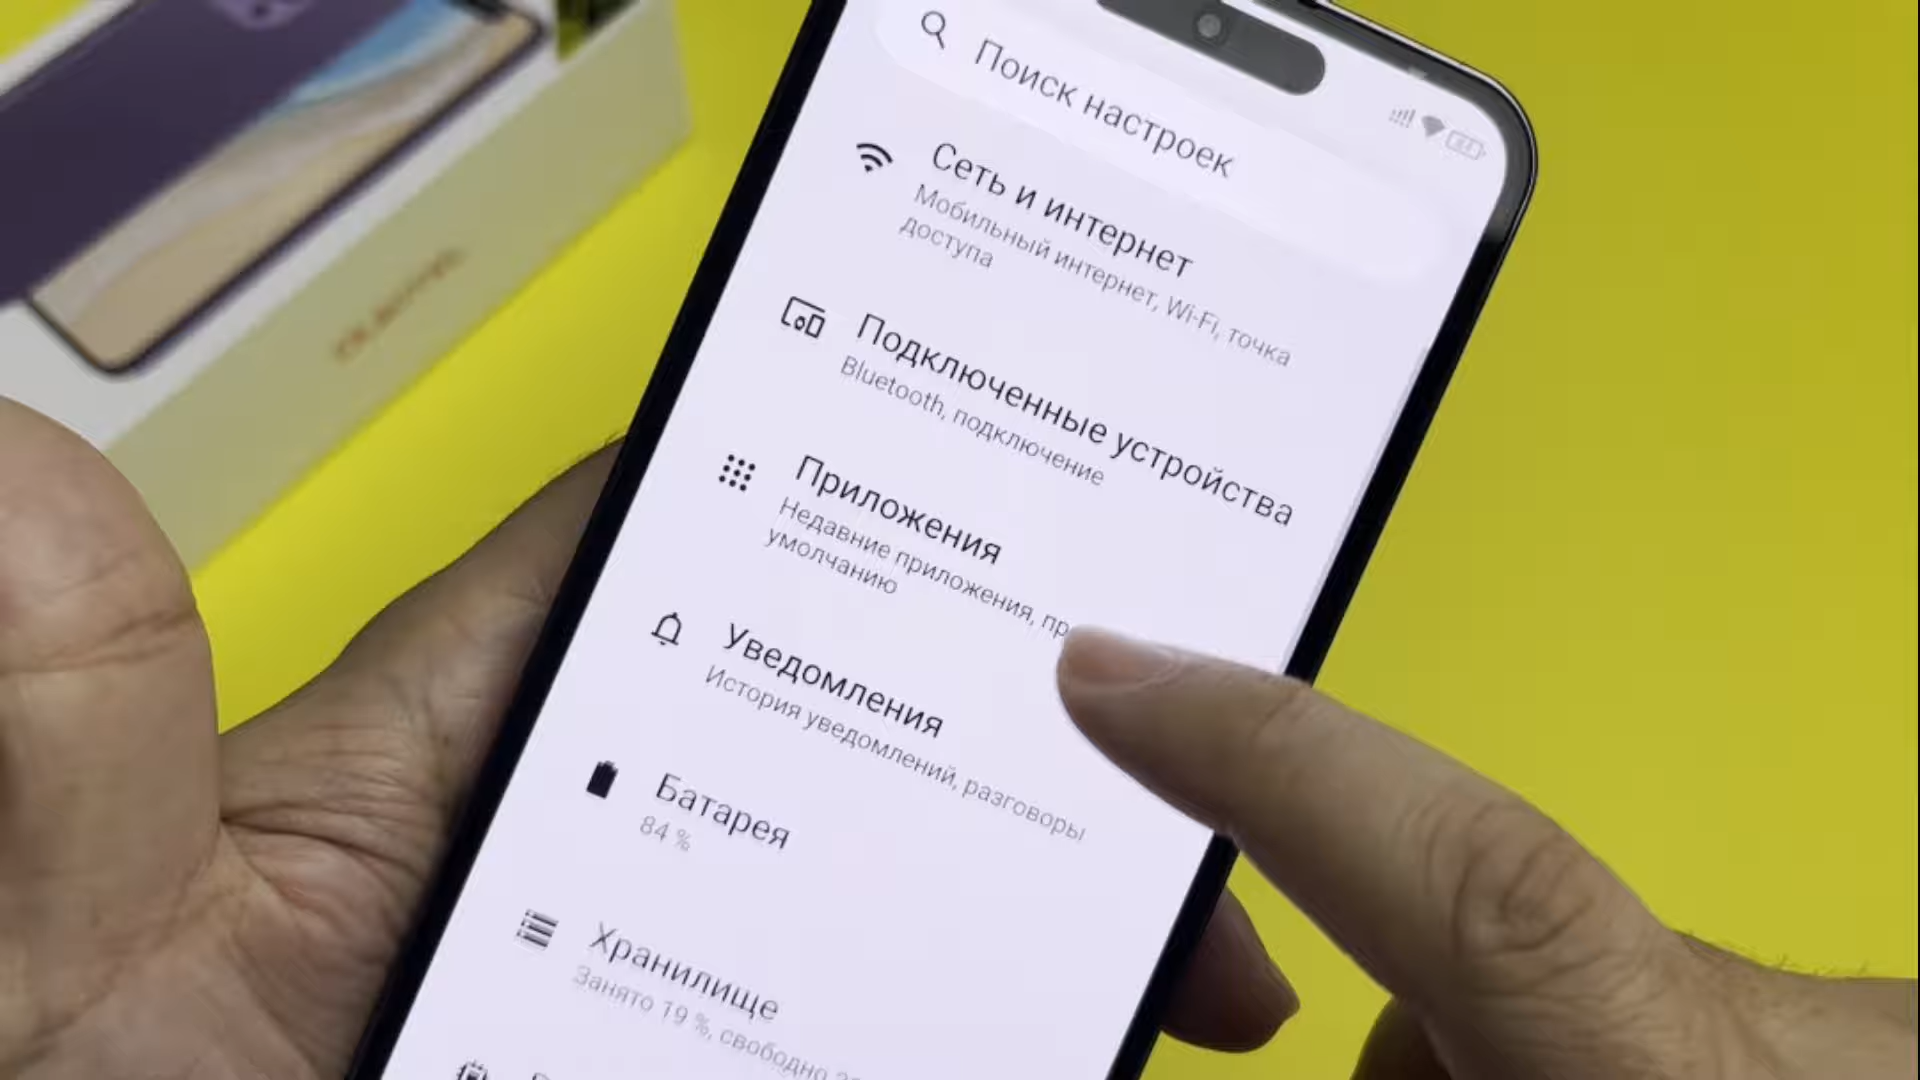 Поиск настроек
Сеть и интернет
Мобильный интернет, Wi-Fi, точка
доступа
Подключенные устройства
Bluetooth, подключение
Приложения
Недавние приложения,
умолчанию
Уведомления
История уведомлений, разговоры
Батарея
84 %
Хранилище
Занято 19 %, свободно